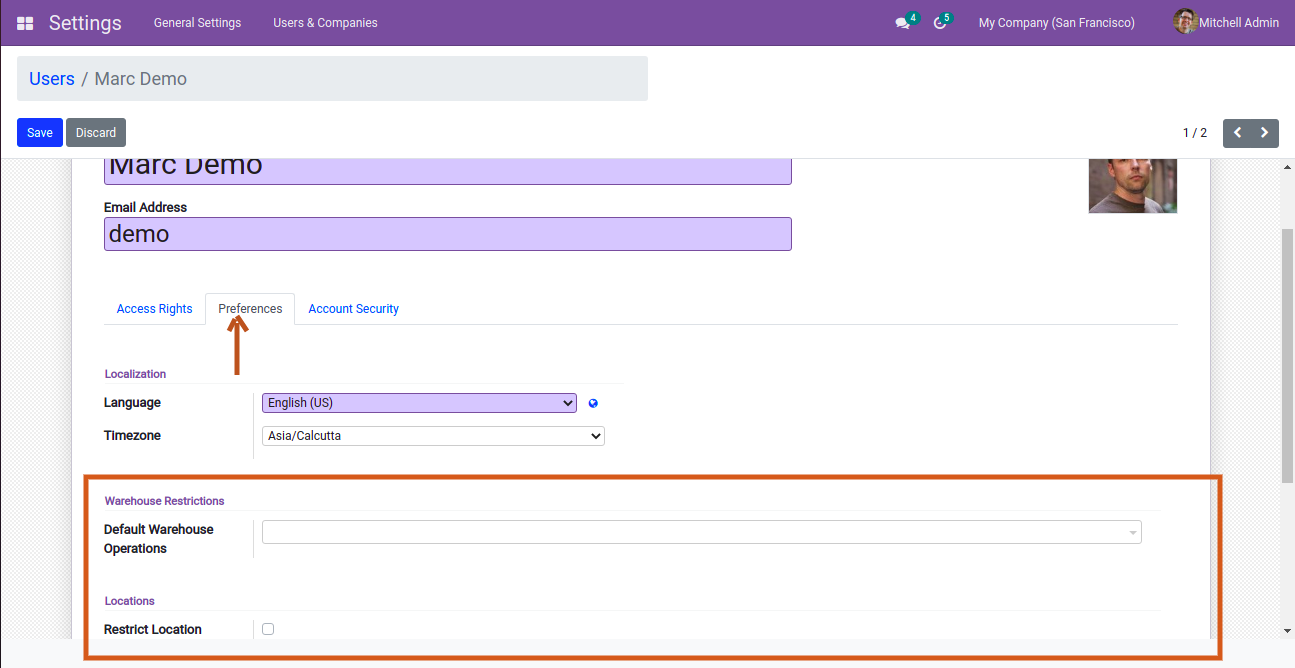 Settings General Settings Users & Companies 4 5 My Company (San Francisco) Mitchell Admin
Users / Marc Demo
Save Discard 1 / 2
Marc Demo
Email Address
demo
Access Rights Preferences Account Security
Localization
Language English (US)
Timezone Asia/Calcutta
Warehouse Restrictions
Default Warehouse
Operations
Locations
Restrict Location